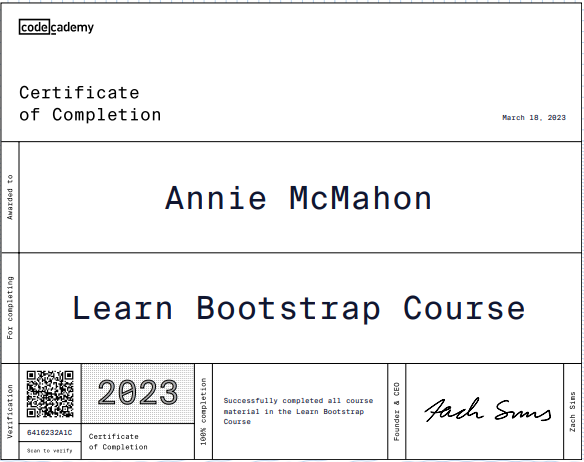 codecademy
Certificate
of Completion
March 18, 2023
Awarded to
Annie McMahon
For completing
Learn Bootstrap Course
Verification
6416232A1C
Scan to verify
2023
Certificate
of Completion
100% completion
Successfully completed all course
material in the Learn Bootstrap
Course
Founder & CEO
Zach Sims
Zach Sims